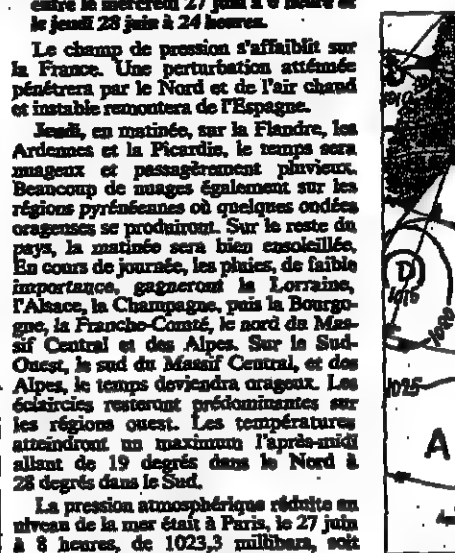 entre le mercredi 27 juin à 0 heure et
le jeudi 28 juin à 24 heures.
Le champ de pression s'affaiblit sur
la France. Une perturbation atténuée
pénétrera par le Nord et de l'air chaud
et instable remontera de l'Espagne.
Jeudi, en matinée, sur la Flandre, les
Ardennes et la Picardie, le temps sera
nuageux et passagèrement pluvieux.
Beaucoup de nuages également sur les
régions pyrénéennes où quelques ondées
orageuses se produiront. Sur le reste du
pays, la matinée sera bien ensoleillée.
En cours de journée, les pluies, de faible
importance, gagneront la Lorraine,
l'Alsace, la Champagne, puis la Bourgo-
gne, la Franche-Comté, le nord du Mas-
sif Central et des Alpes. Sur le Sud-
Ouest, le sud du Massif Central, et des
Alpes, le temps deviendra orageux. Les
éclaircies resteront prédominantes sur
les régions ouest. Les températures
atteindront un maximum l'après-midi
allant de 19 degrés dans le Nord à
28 degrés dans le Sud.
La pression atmosphérique réduite au
niveau de la mer était à Paris, le 27 juin
à 8 heures, de 1023,3 millibars, soit
1010
D
1015
1020
1025
A